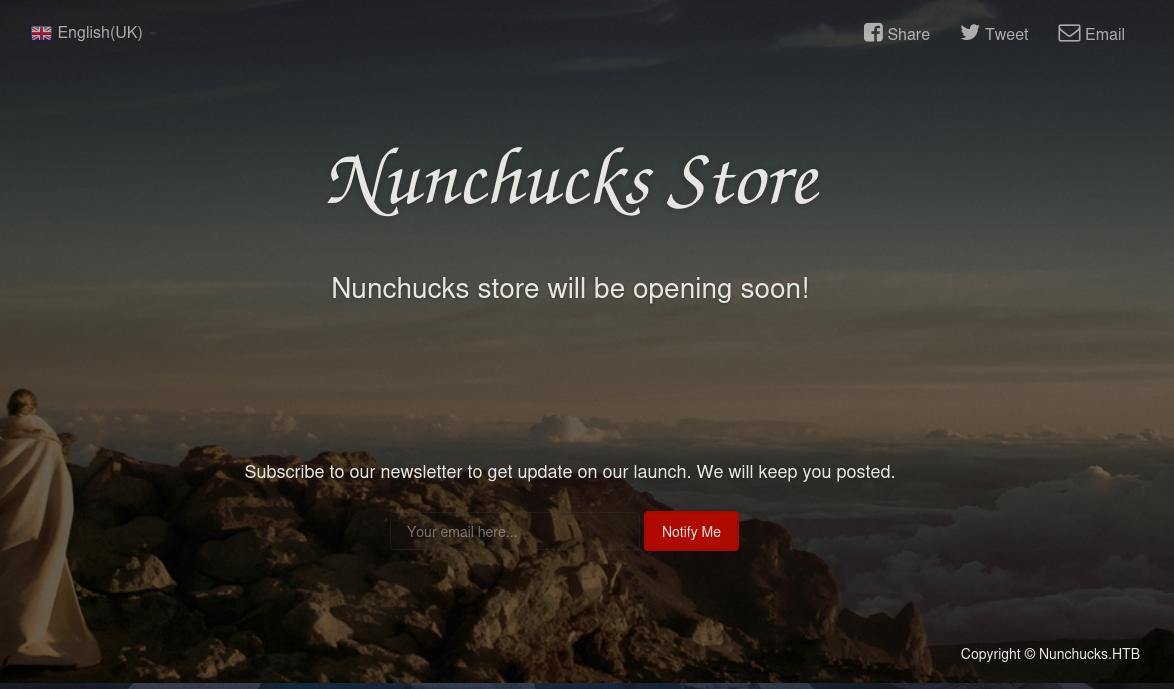 English(UK)
Share
Tweet
Email
Nunchucks Store
Nunchucks store will be opening soon!
Subscribe to our newsletter to get update on our launch. We will keep you posted.
Your email here...
Notify Me
Copyright © Nunchucks.HTB